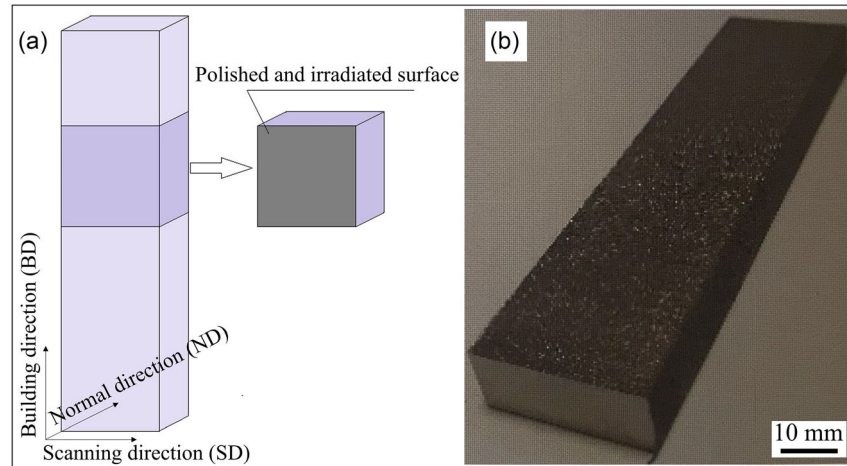 (a)
Polished and irradiated surface
Building direction (BD)
Normal direction (ND)
Scanning direction (SD)
(b)
10 mm